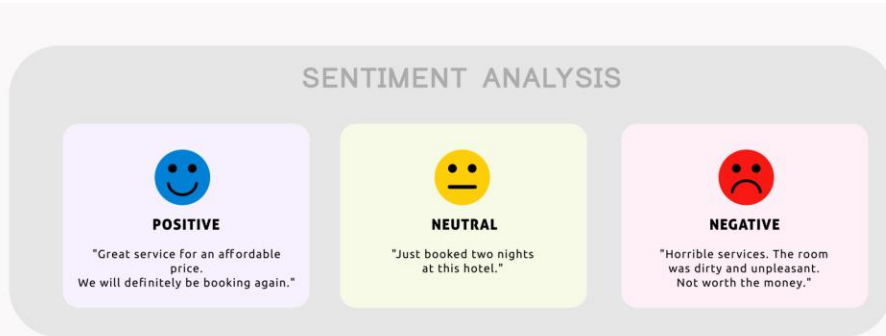 SENTIMENT ANALYSIS
POSITIVE
"Great service for an affordable
price.
We will definitely be booking again."
NEUTRAL
"Just booked two nights
at this hotel."
NEGATIVE
"Horrible services. The room
was dirty and unpleasant.
Not worth the money."